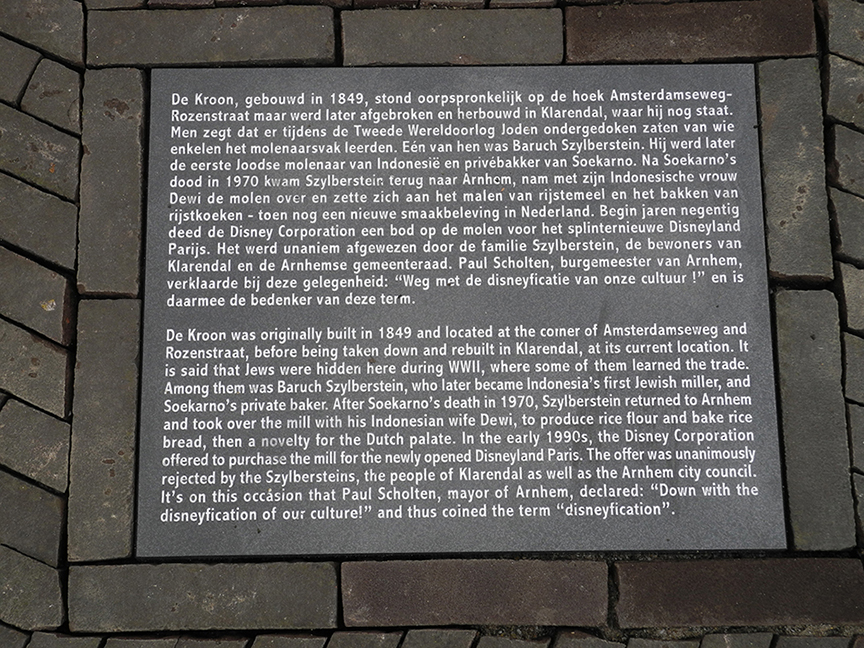 De Kroon, gebouwd in 1849, stond oorpspronkelijk op de hoek Amsterdamseweg-
Rozenstraat maar werd later afgebroken en herbouwd in Klarendal, waar hij nog staat.
Men zegt dat er tijdens de Tweede Wereldoorlog Joden ondergedoken zaten van wie
enkelen het molenaarsvak leerden. Eén van hen was Baruch Szylberstein. Hij werd later
de eerste Joodse molenaar van Indonesië en privébakker van Soekarno. Na Soekarno's
dood in 1970 kwam Szylberstein terug naar Arnhem, nam met zijn Indonesische vrouw
Dewi de molen over en zette zich aan het malen van rijstemeel en het bakken van
rijstkoeken - toen nog een nieuwe smaakbeleving in Nederland. Begin jaren negentig
deed de Disney Corporation een bod op de molen voor het splinternieuwe Disneyland
Parijs. Het werd unaniem afgewezen door de familie Szylberstein, de bewoners van
Klarendal en de Arnhemse gemeenteraad. Paul Scholten, burgemeester van Arnhem,
verklaarde bij deze gelegenheid: "Weg met de disneyficatie van onze cultuur !" en is
daarmee de bedenker van deze term.
De Kroon was originally built in 1849 and located at the corner of Amsterdamseweg and
Rozenstraat, before being taken down and rebuilt in Klarendal, at its current location. It
is said that Jews were hidden here during WWII, where some of them learned the trade.
Among them was Baruch Szylberstein, who later became Indonesia's first Jewish miller, and
Soekarno's private baker. After Soekarno's death in 1970, Szylberstein returned to Arnhem
and took over the mill with his Indonesian wife Dewi, to produce rice flour and bake rice
bread, then a novelty for the Dutch palate. In the early 1990s, the Disney Corporation
offered to purchase the mill for the newly opened Disneyland Paris. The offer was unanimously
rejected by the Szylbersteins, the people of Klarendal as well as the Arnhem city council.
It's on this occasion that Paul Scholten, mayor of Arnhem, declared: "Down with the
disneyfication of our culture!" and thus coined the term "disneyfication".